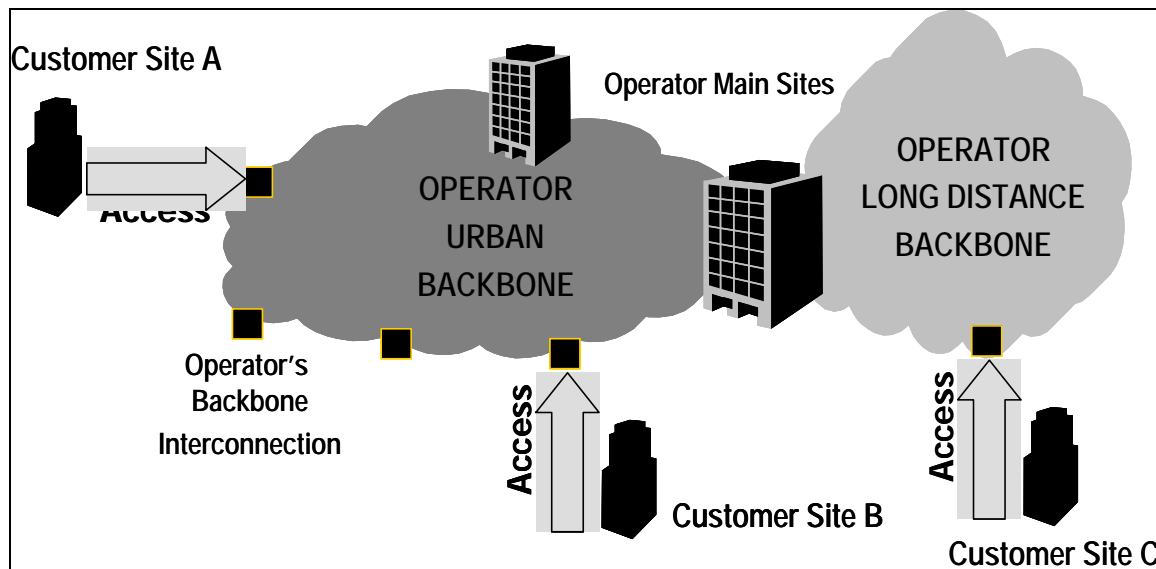 Customer Site A
Operator Main Sites
Access
OPERATOR
URBAN
BACKBONE
OPERATOR
LONG DISTANCE
BACKBONE
Operator's
Backbone
Interconnection
Access
Customer Site B
Access
Customer Site C